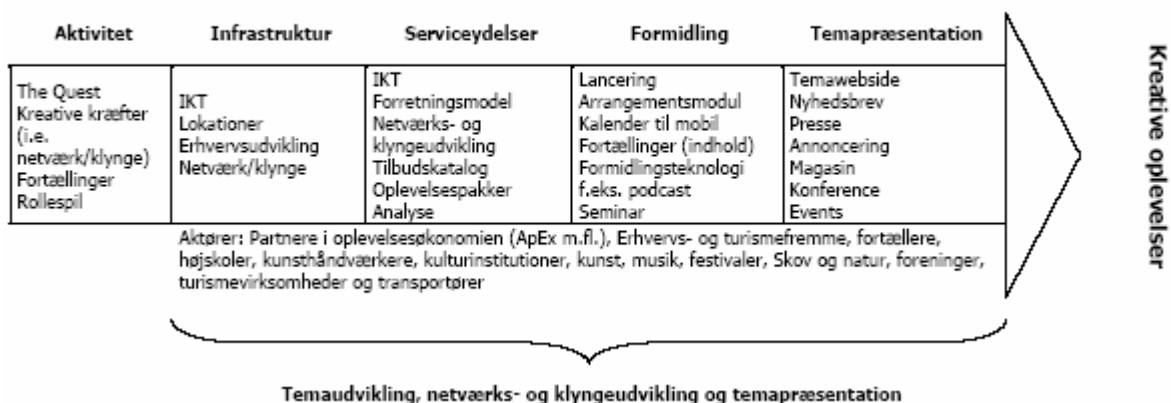 Aktivitet
Infrastruktur
Serviceydelser
Formidling
Temapræsentation
The Quest
Kreative kræfter
(i.e.
netværk/klynge)
Fortællinger
Rollespil
IKT
Lokationer
Erhvervsudvikling
Netværk/klynge
IKT
Forretningsmodel
Netværks- og
klyngeudvikling
Tilbudskatalog
Oplevelsespakker
Analyse
Lancering
Arrangementsmodul
Kalender til mobil
Fortællinger (indhold)
Formidlingsteknologi
f.eks. podcast
Seminar
Temawebside
Nyhedsbrev
Presse
Annoncering
Magasin
Konference
Events
Aktører: Partnere i oplevelsesøkonomien (ApEx m.fl.), Erhvervs- og turismefremme, fortællere,
højskoler, kunsthåndværkere, kulturinstitutioner, kunst, musik, festivaler, Skov og natur, foreninger,
turismevirksomheder og transportører
Kreative oplevelser
Temaudvikling, netværks- og klyngeudvikling og temapræsentation